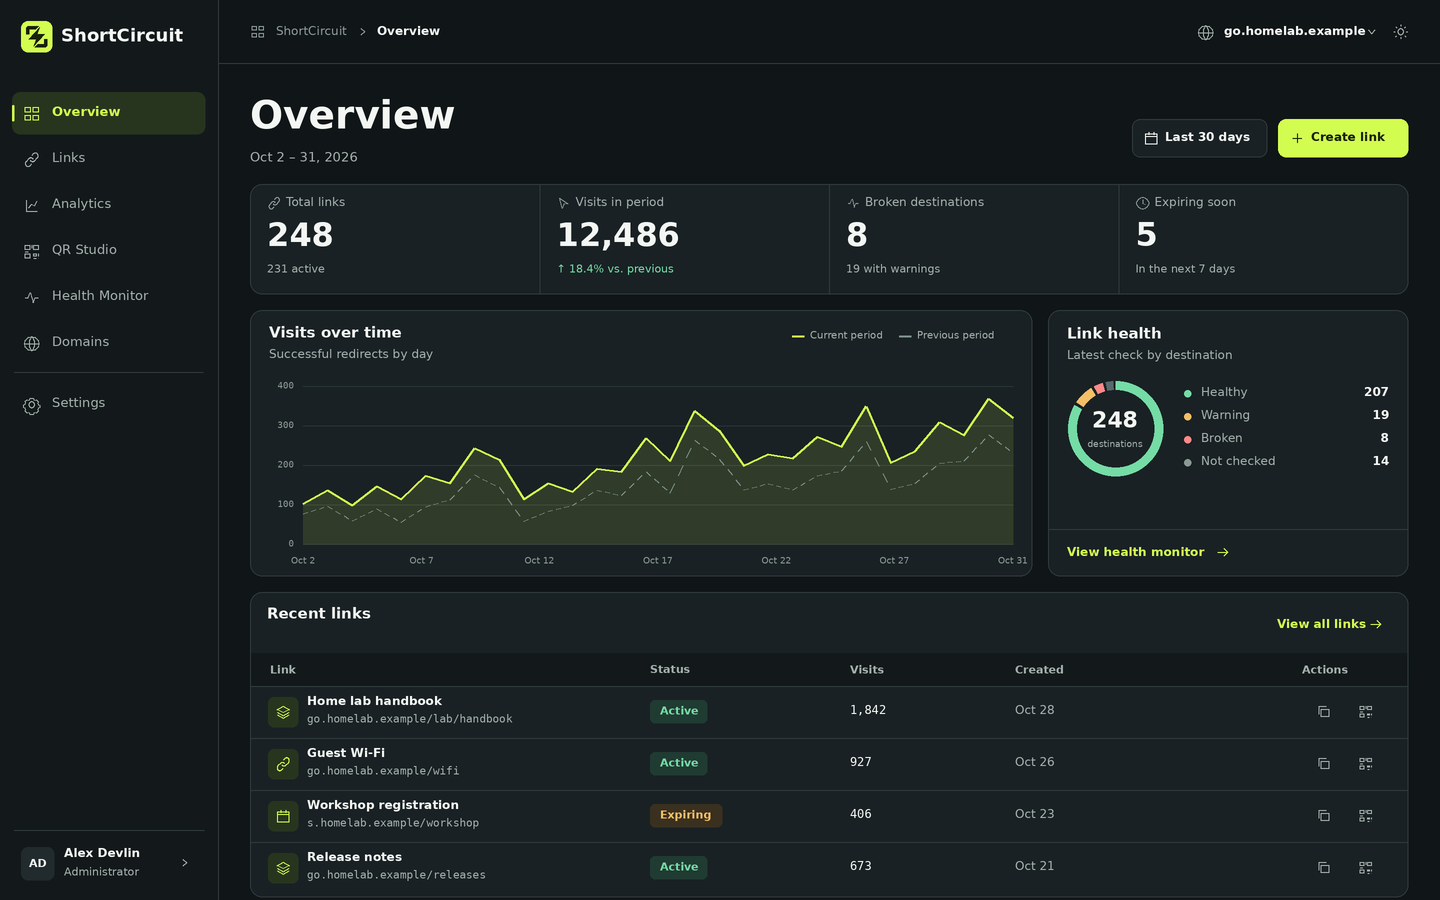 ShortCircuit
Overview
Links
Analytics
QR Studio
Health Monitor
Domains
Settings
AD
Alex Devlin
Administrator
ShortCircuit > Overview
go.homelab.example
Overview
Oct 2 – 31, 2026
Last 30 days
+ Create link
Total links
248
231 active
Visits in period
12,486
↑ 18.4% vs. previous
Broken destinations
8
19 with warnings
Expiring soon
5
In the next 7 days
Visits over time
Successful redirects by day
Current period
Previous period
400
300
200
100
0
Oct 2
Oct 7
Oct 12
Oct 17
Oct 22
Oct 27
Oct 31
Link health
Latest check by destination
248
destinations
Healthy 207
Warning 19
Broken 8
Not checked 14
View health monitor →
Recent links
View all links →
Link Status Visits Created Actions
Home lab handbook
go.homelab.example/lab/handbook
Active
1,842
Oct 28
Guest Wi-Fi
go.homelab.example/wifi
Active
927
Oct 26
Workshop registration
s.homelab.example/workshop
Expiring
406
Oct 23
Release notes
go.homelab.example/releases
Active
673
Oct 21